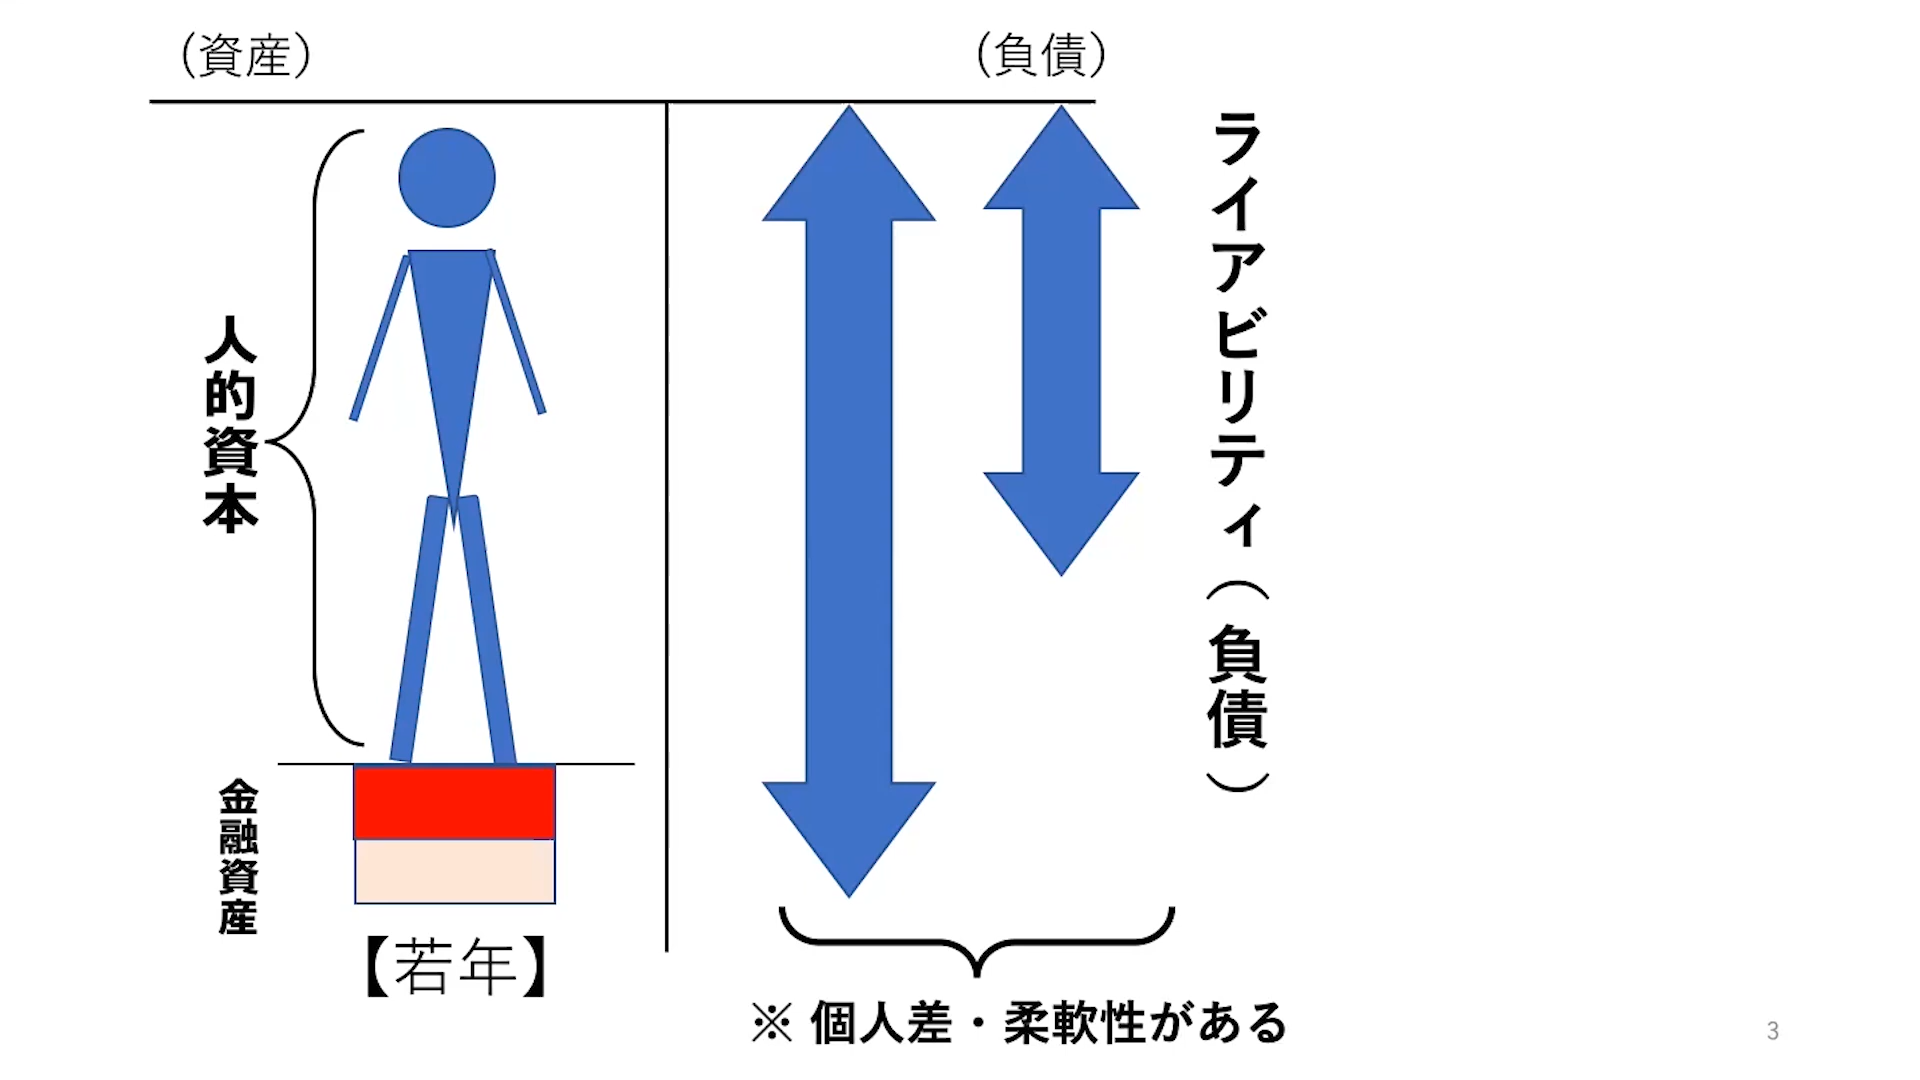 （資産）
（負債）
人的資本
金融資産
【若年】
ライアビリティ（負債）
※ 個人差・柔軟性がある
3